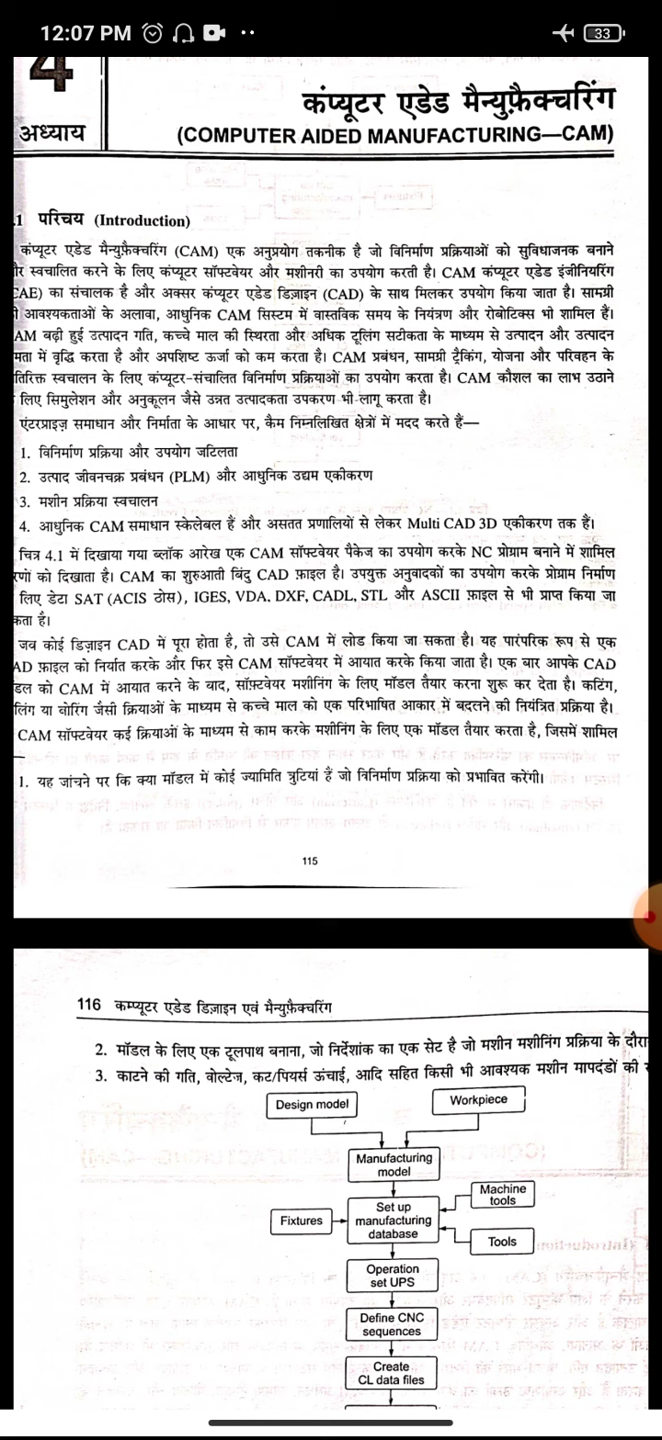 12:07 PM
33
4
अध्याय
कंप्यूटर एडेड मैन्युफ़ैक्चरिंग
(COMPUTER AIDED MANUFACTURING—CAM)
.1 परिचय (Introduction)
कंप्यूटर एडेड मैन्युफ़ैक्चरिंग (CAM) एक अनुप्रयोग तकनीक है जो विनिर्माण प्रक्रियाओं को सुविधाजनक बनाने
र स्वचालित करने के लिए कंप्यूटर सॉफ्टवेयर और मशीनरी का उपयोग करती है। CAM कंप्यूटर एडेड इंजीनियरिंग
CAE) का संचालक है और अक्सर कंप्यूटर एडेड डिज़ाइन (CAD) के साथ मिलकर उपयोग किया जाता है। सामग्री
आवश्यकताओं के अलावा, आधुनिक CAM सिस्टम में वास्तविक समय के नियंत्रण और रोबोटिक्स भी शामिल हैं।
AM बढ़ी हुई उत्पादन गति, कच्चे माल की स्थिरता और अधिक टूलिंग सटीकता के माध्यम से उत्पादन और उत्पादन
मता में वृद्धि करता है और अपशिष्ट ऊर्जा को कम करता है। CAM प्रबंधन, सामग्री ट्रैकिंग, योजना और परिवहन के
तिरिक्त स्वचालन के लिए कंप्यूटर-संचालित विनिर्माण प्रक्रियाओं का उपयोग करता है। CAM कौशल का लाभ उठाने
लिए सिमुलेशन और अनुकूलन जैसे उन्नत उत्पादकता उपकरण भी लागू करता है।
एंटरप्राइज़ समाधान और निर्माता के आधार पर, कैम निम्नलिखित क्षेत्रों में मदद करते हैं—
1. विनिर्माण प्रक्रिया और उपयोग जटिलता
2. उत्पाद जीवनचक्र प्रबंधन (PLM) और आधुनिक उद्यम एकीकरण
3. मशीन प्रक्रिया स्वचालन
4. आधुनिक CAM समाधान स्केलेबल हैं और असतत प्रणालियों से लेकर Multi CAD 3D एकीकरण तक हैं।
चित्र 4.1 में दिखाया गया ब्लॉक आरेख एक CAM सॉफ्टवेयर पैकेज का उपयोग करके NC प्रोग्राम बनाने में शामिल
रणों को दिखाता है। CAM का शुरुआती बिंदु CAD फ़ाइल है। उपयुक्त अनुवादकों का उपयोग करके प्रोग्राम निर्माण
लिए डेटा SAT (ACIS ठोस), IGES, VDA, DXF, CADL, STL और ASCII फ़ाइल से भी प्राप्त किया जा
कता है।
जब कोई डिज़ाइन CAD में पूरा होता है, तो उसे CAM में लोड किया जा सकता है। यह पारंपरिक रूप से एक
AD फ़ाइल को निर्यात करके और फिर इसे CAM सॉफ्टवेयर में आयात करके किया जाता है। एक बार आपके CAD
डल को CAM में आयात करने के बाद, सॉफ़्टवेयर मशीनिंग के लिए मॉडल तैयार करना शुरू कर देता है। कटिंग,
लिंग या वोरिंग जैसी क्रियाओं के माध्यम से कच्चे माल को एक परिभाषित आकार में बदलने की नियंत्रित प्रक्रिया है।
CAM सॉफ्टवेयर कई क्रियाओं के माध्यम से काम करके मशीनिंग के लिए एक मॉडल तैयार करता है, जिसमें शामिल
—
1. यह जांचने पर कि क्या मॉडल में कोई ज्यामिति त्रुटियां हैं जो विनिर्माण प्रक्रिया को प्रभावित करेंगी।
115
116 कम्प्यूटर एडेड डिज़ाइन एवं मैन्युफ़ैक्चरिंग
2. मॉडल के लिए एक टूलपाथ बनाना, जो निर्देशांक का एक सेट है जो मशीन मशीनिंग प्रक्रिया के दौरा
3. काटने की गति, वोल्टेज, कट/पियर्स ऊंचाई, आदि सहित किसी भी आवश्यक मशीन मापदंडों की
Design model
Workpiece
Manufacturing
model
Machine
tools
Fixtures
Set up
manufacturing
database
Tools
Operation
set UPS
Define CNC
sequences
Create
CL data files